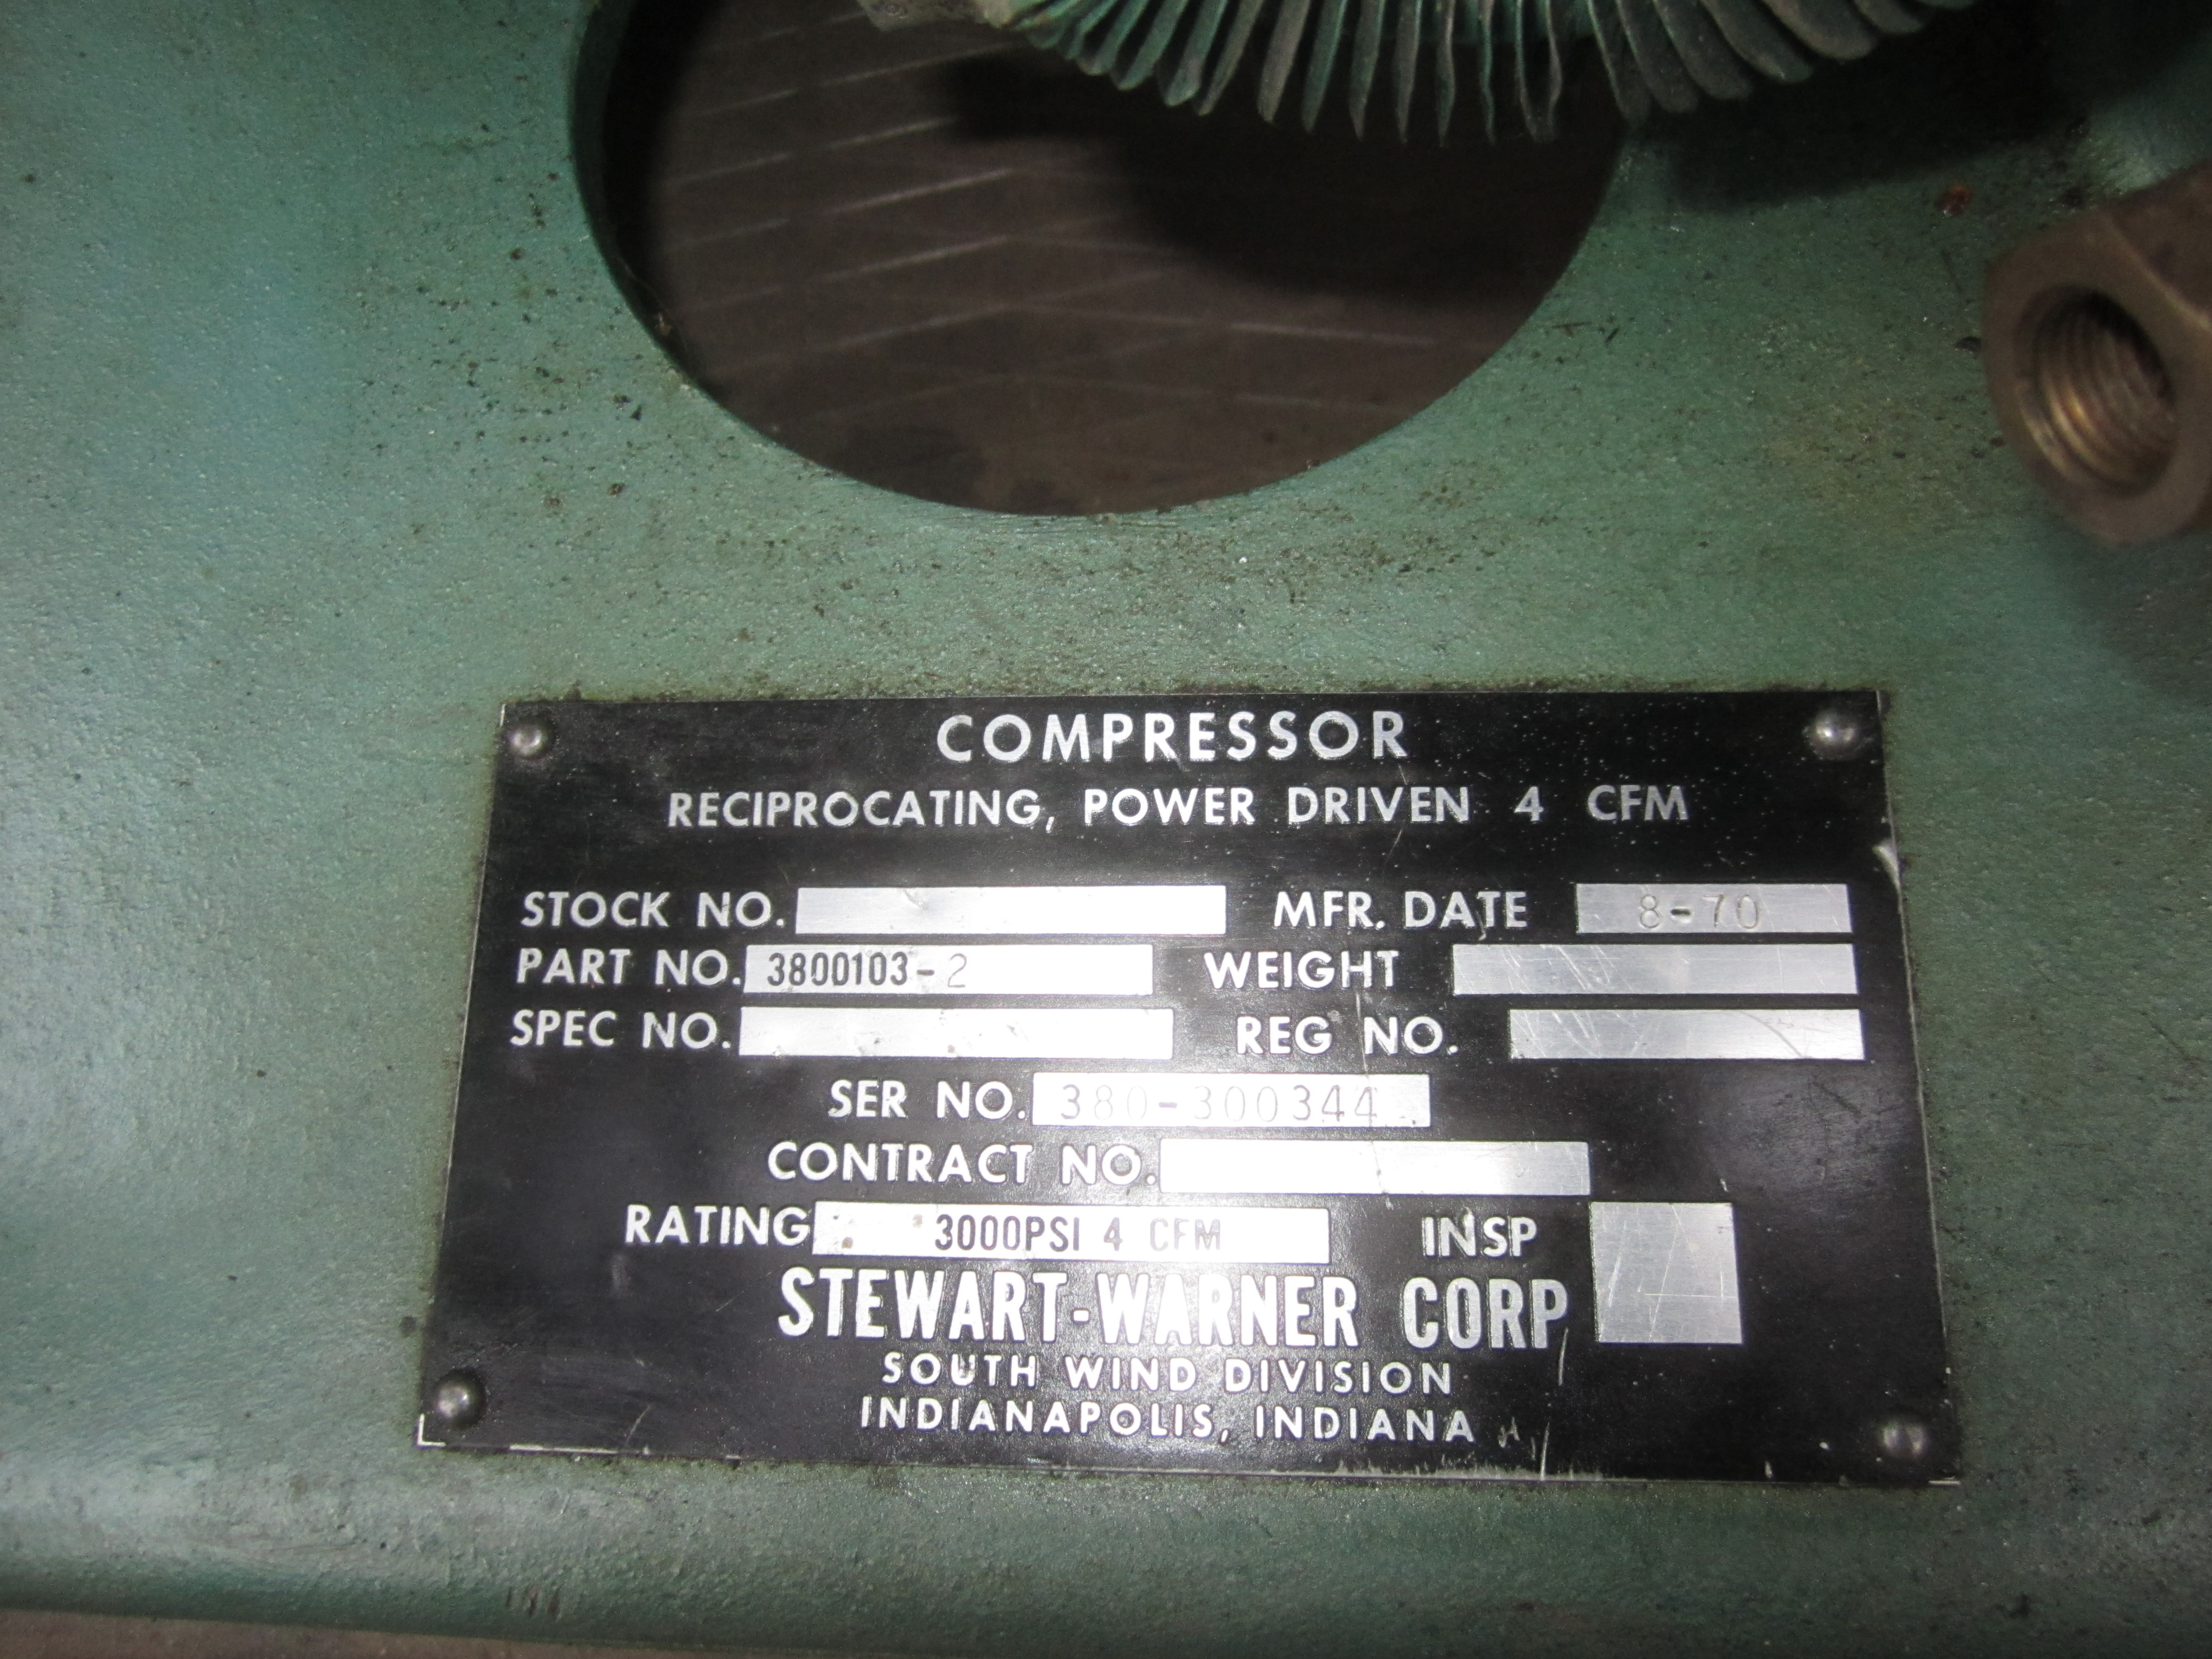 COMPRESSOR
RECIPROCATING, POWER DRIVEN 4 CFM
STOCK NO. MFR. DATE 8-70
PART NO. 3800103-2 WEIGHT
SPEC NO. REG NO.
SER NO. 380-300344
CONTRACT NO.
RATING 3000PSI 4 CFM INSP
STEWART-WARNER CORP
SOUTH WIND DIVISION
INDIANAPOLIS, INDIANA